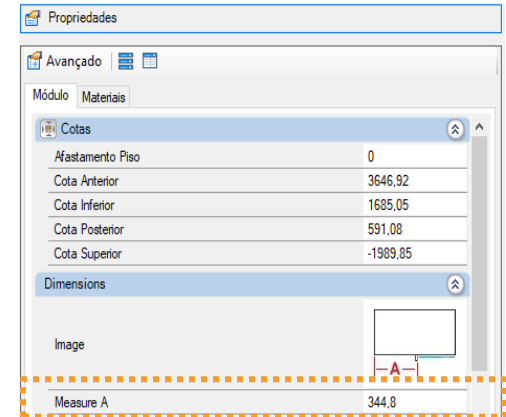 Propriedades
Avançado
Módulo Materiais
Cotas
Afastamento Piso 0
Cota Anterior 3646,92
Cota Inferior 1685,05
Cota Posterior 591,08
Cota Superior -1989,85
Dimensions
Image
A
Measure A 344,8